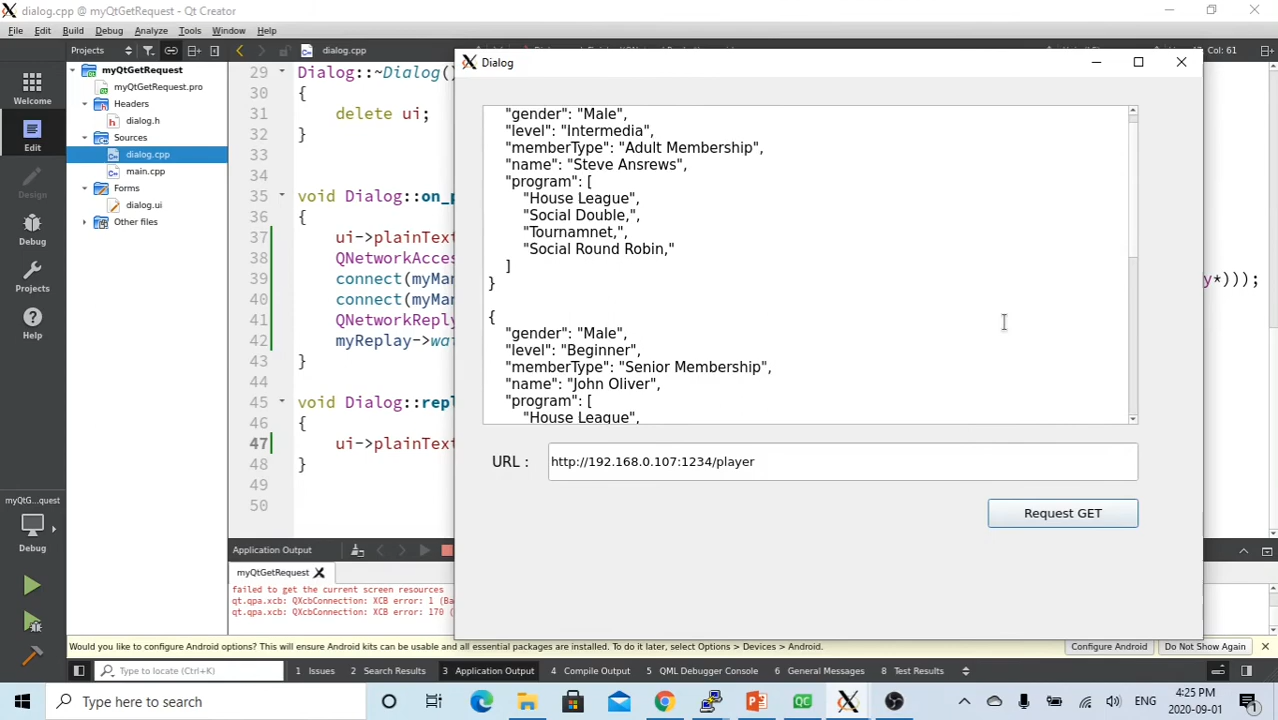 dialog.cpp @ myQtGetRequest - Qt Creator
File Edit Build Debug Analyze Tools Window Help
Projects dialog.cpp Col: 61
Welcome
Edit
Design
Debug
Projects
Help
myQtG...quest
Debug
myQtGetRequest
myQtGetRequest.pro
Headers
dialog.h
Sources
dialog.cpp
main.cpp
Forms
dialog.ui
Other files
29 Dialog::~Dialog()
30 {
31 delete ui;
32 }
33
34
35 void Dialog::on_p
36 {
37 ui->plainText
38 QNetworkAcces
39 connect(myMan y*)));
40 connect(myMan
41 QNetworkReply
42 myReplay->wa
43 }
45 void Dialog::repl
46 {
47 ui->plainText
48 }
49
50
Dialog
"gender": "Male",
"level": "Intermedia",
"memberType": "Adult Membership",
"name": "Steve Ansrews",
"program": [
"House League",
"Social Double,",
"Tournamnet,",
"Social Round Robin,"
]
}
{
"gender": "Male",
"level": "Beginner",
"memberType": "Senior Membership",
"name": "John Oliver",
"program": [
"House League",
URL : http://192.168.0.107:1234/player
Request GET
Application Output
myQtGetRequest
failed to get the current screen resources
qt.qpa.xcb: QXcbConnection: XCB error: 1 (Ba
qt.qpa.xcb: QXcbConnection: XCB error: 170 (
Would you like to configure Android options? This will ensure Android kits can be usable and all essential packages are installed. To do it later, select Options > Devices > Android. Configure Android Do Not Show Again
Type to locate (Ctrl+K) 1 Issues 2 Search Results 3 Application Output 4 Compile Output 5 QML Debugger Console 6 General Messages 8 Test Results
Type here to search ENG 4:25 PM
2020-09-01